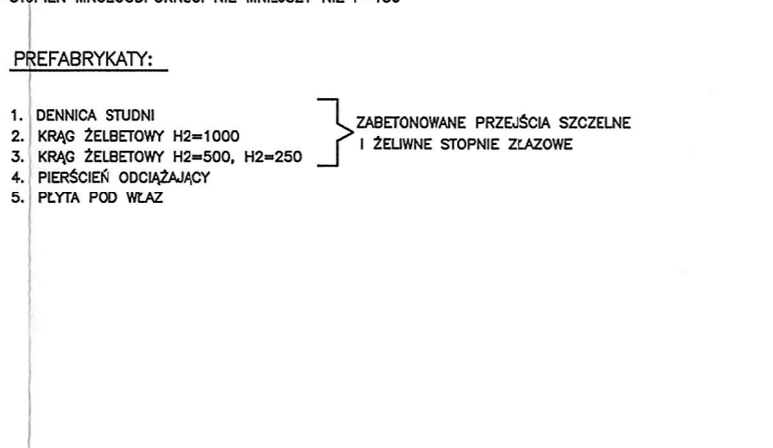 PREFABRYKATY:
1. DENNICA STUDNI
2. KRĄG ŻELBETOWY H2=1000
3. KRĄG ŻELBETOWY H2=500, H2=250
4. PIERŚCIEŃ ODCIĄŻAJĄCY
5. PŁYTA POD WŁAZ
ZABETONOWANE PRZEJŚCIA SZCZELNE
I ŻELIWNE STOPNIE ZŁAZOWE